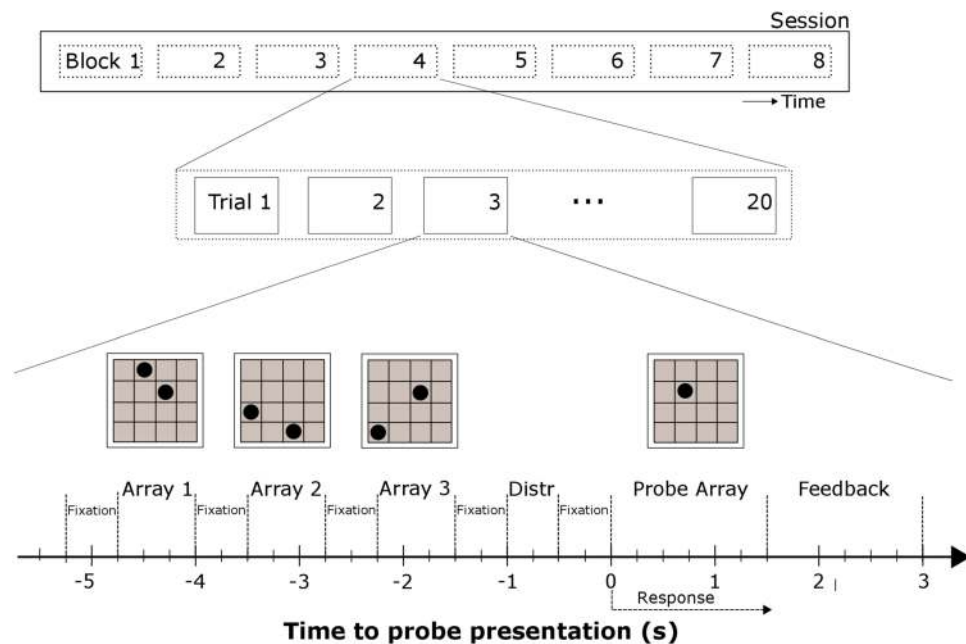 Session
Block 1 2 3 4 5 6 7 8
Time
Trial 1 2 3 ... 20
Array 1 Array 2 Array 3 Distr Probe Array Feedback
Fixation Fixation Fixation Fixation Fixation
-5 -4 -3 -2 -1 0 1 2 3
Response
Time to probe presentation (s)